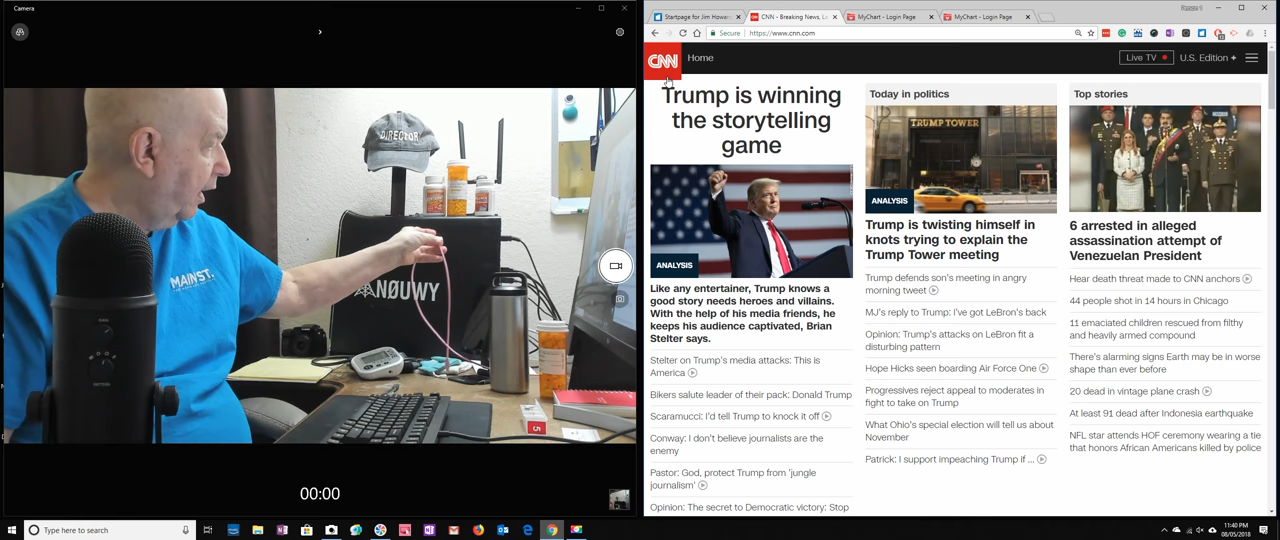 Camera
DIRECTOR
MAINST.
NØUWY
5
00:00
Startpage for Jim Howar
CNN - Breaking News, L
MyChart - Login Page
MyChart - Login Page
Secure
https://www.cnn.com
CNN
Home
Live TV
U.S. Edition +
Trump is winning
the storytelling
game
ANALYSIS
Like any entertainer, Trump knows a
good story needs heroes and villains.
With the help of his media friends, he
keeps his audience captivated, Brian
Stelter says.
Stelter on Trump's media attacks: This is
America
Bikers salute leader of their pack: Donald Trump
Scaramucci: I'd tell Trump to knock it off
Conway: I don't believe journalists are the
enemy
Pastor: God, protect Trump from 'jungle
journalism'
Opinion: The secret to Democratic victory: Stop
Today in politics
TRUMP TOWER
ANALYSIS
Trump is twisting himself in
knots trying to explain the
Trump Tower meeting
Trump defends son's meeting in angry
morning tweet
MJ's reply to Trump: I've got LeBron's back
Opinion: Trump's attacks on LeBron fit a
disturbing pattern
Hope Hicks seen boarding Air Force One
Progressives reject appeal to moderates in
fight to take on Trump
What Ohio's special election will tell us about
November
Patrick: I support impeaching Trump if ...
Top stories
6 arrested in alleged
assassination attempt of
Venezuelan President
Hear death threat made to CNN anchors
44 people shot in 14 hours in Chicago
11 emaciated children rescued from filthy
and heavily armed compound
There's alarming signs Earth may be in worse
shape than ever before
20 dead in vintage plane crash
At least 91 dead after Indonesia earthquake
NFL star attends HOF ceremony wearing a tie
that honors African Americans killed by police
Type here to search
11:40 PM
08/05/2018